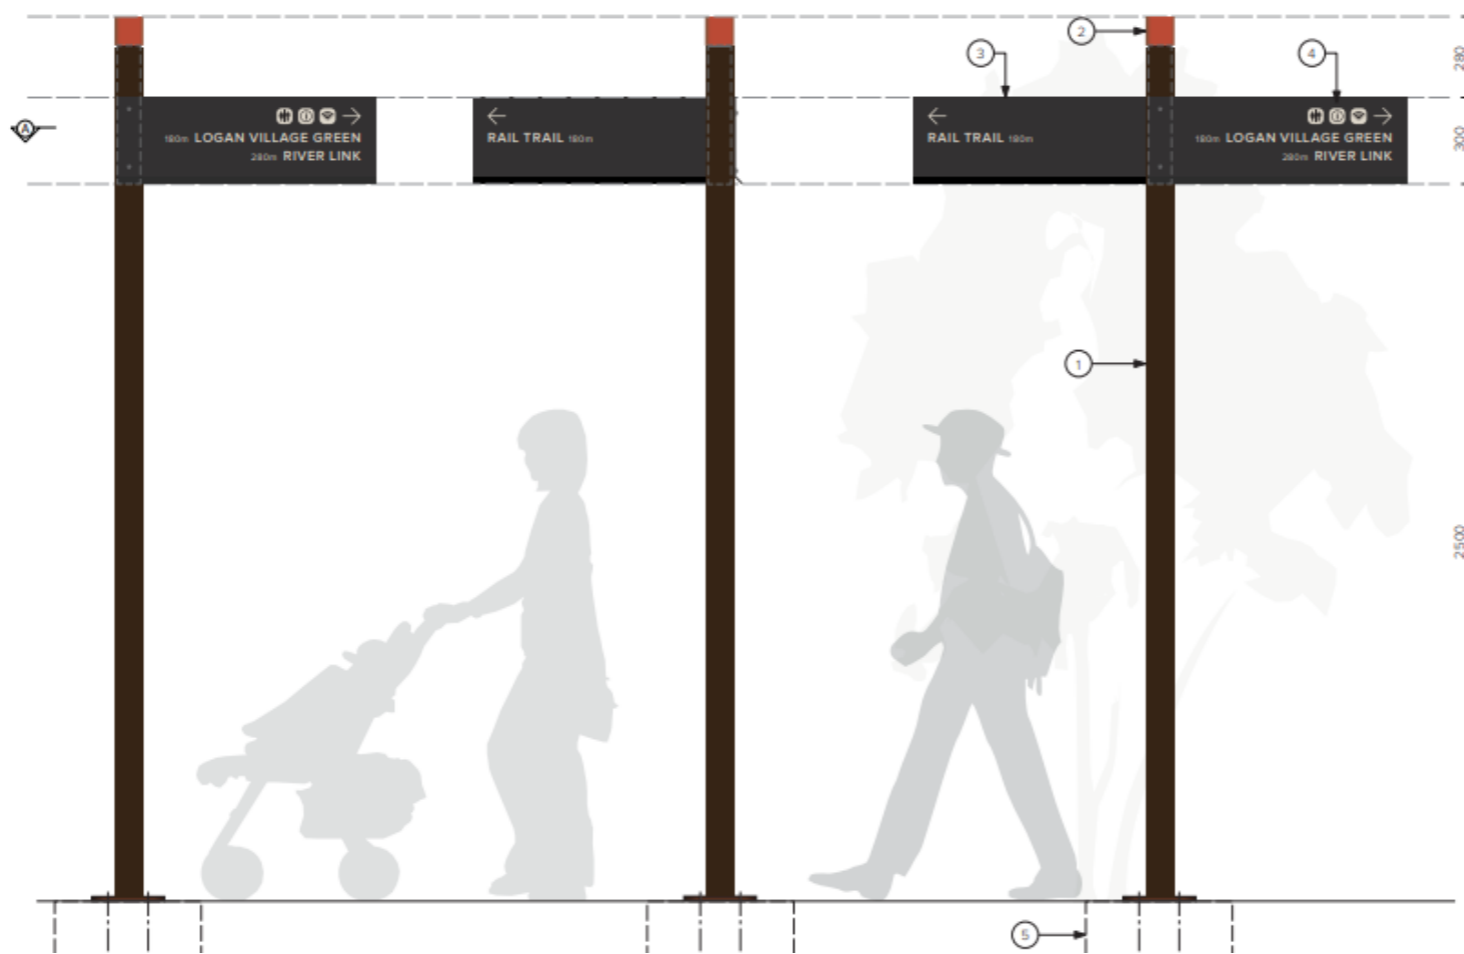 2
3
4
280
A
180m LOGAN VILLAGE GREEN
280m RIVER LINK
RAIL TRAIL 180m
RAIL TRAIL 180m
180m LOGAN VILLAGE GREEN
280m RIVER LINK
300
1
2500
5